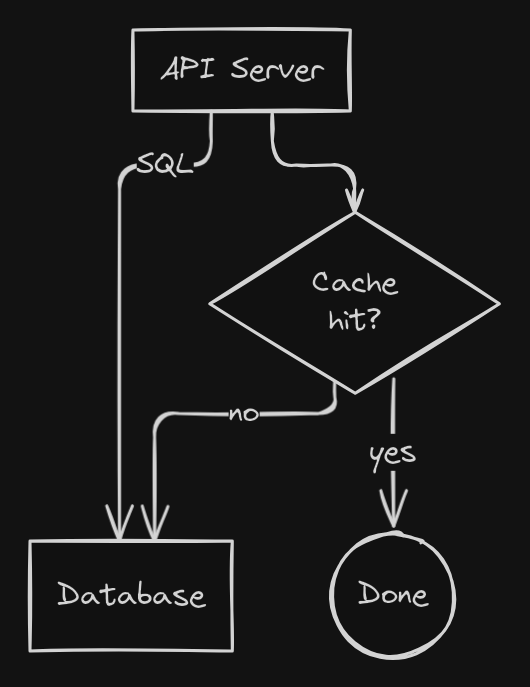 API Server
SQL
Cache
hit?
no
yes
Database
Done